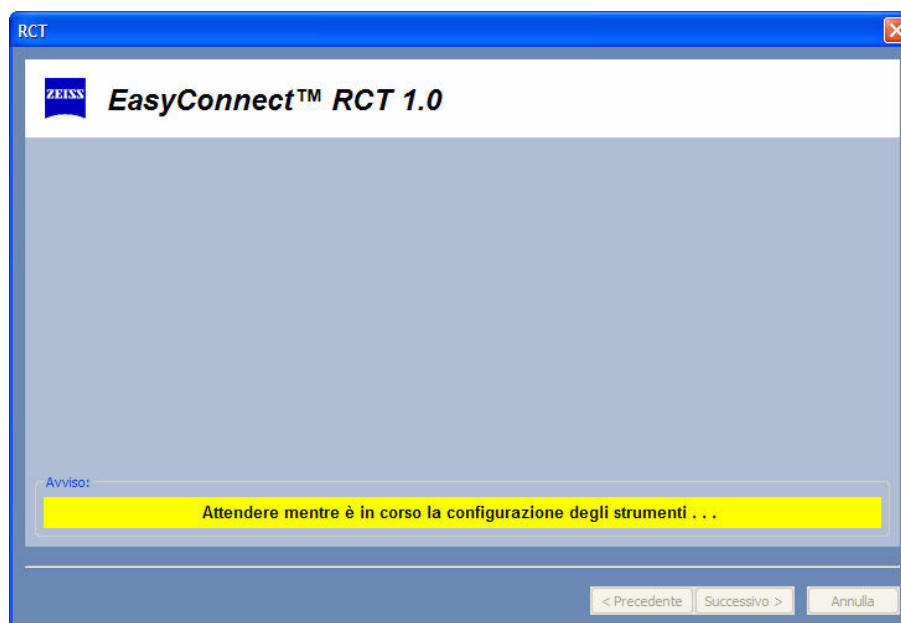 RCT
ZEISS
EasyConnect™ RCT 1.0
Avviso:
Attendere mentre è in corso la configurazione degli strumenti . . .
< Precedente
Successivo >
Annulla